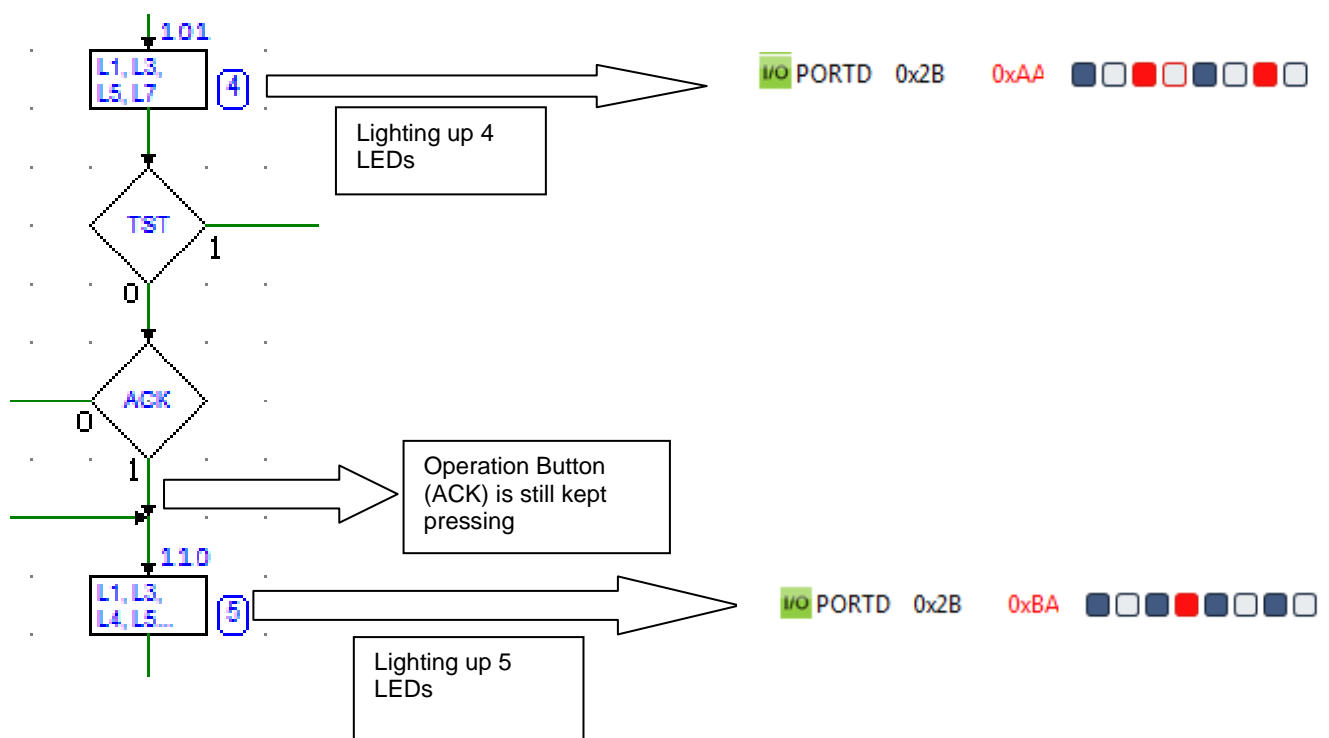 101
L1, L3,
L5, L7
4
I/O PORTD 0x2B 0xAA
Lighting up 4
LEDs
TST
1
0
ACK
0
1
Operation Button
(ACK) is still kept
pressing
110
L1, L3,
L4, L5...
5
I/O PORTD 0x2B 0xBA
Lighting up 5
LEDs